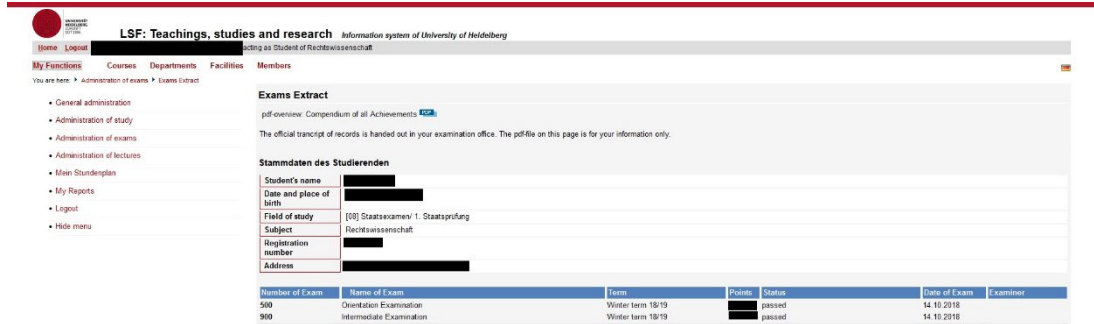 UNIVERSITÄT
HEIDELBERG
ZUKUNFT
SEIT 1386
LSF: Teachings, studies and research Information system of University of Heidelberg
Home Logout acting as Student of Rechtswissenschaft
My Functions Courses Departments Facilities Members
You are here: Administration of exams Exams Extract
General administration
Administration of study
Administration of exams
Administration of lectures
Mein Stundenplan
My Reports
Logout
Hide menu
Exams Extract
pdf-overview: Compendium of all Achievements PDF
The official trancript of records is handed out in your examination office. The pdf-file on this page is for your information only.
Stammdaten des Studierenden
Student's name
Date and place of
birth
Field of study [08] Staatsexamen/ 1. Staatsprüfung
Subject Rechtswissenschaft
Registration
number
Address
Number of Exam Name of Exam Term Points Status Date of Exam Examiner
500 Orientation Examination Winter term 18/19 passed 14.10.2018
900 Intermediate Examination Winter term 18/19 passed 14.10.2018